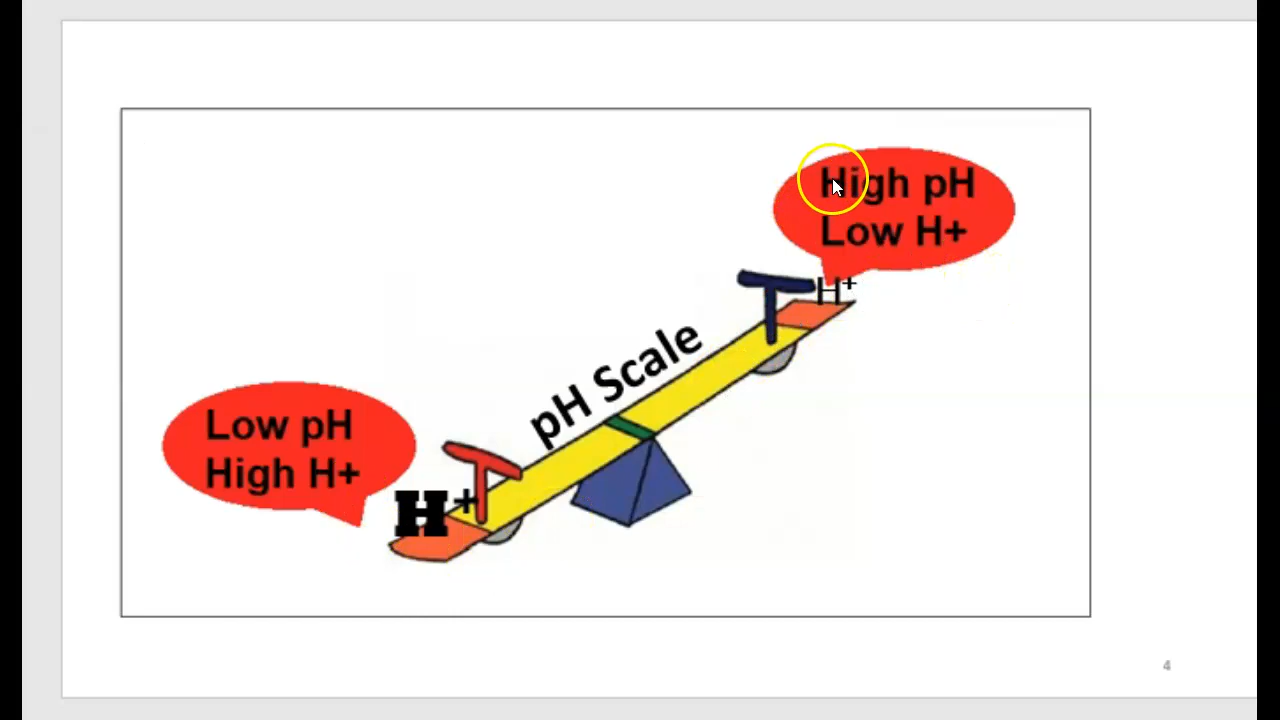 High pH
Low H+
H⁺
pH Scale
Low pH
High H+
H⁺
4